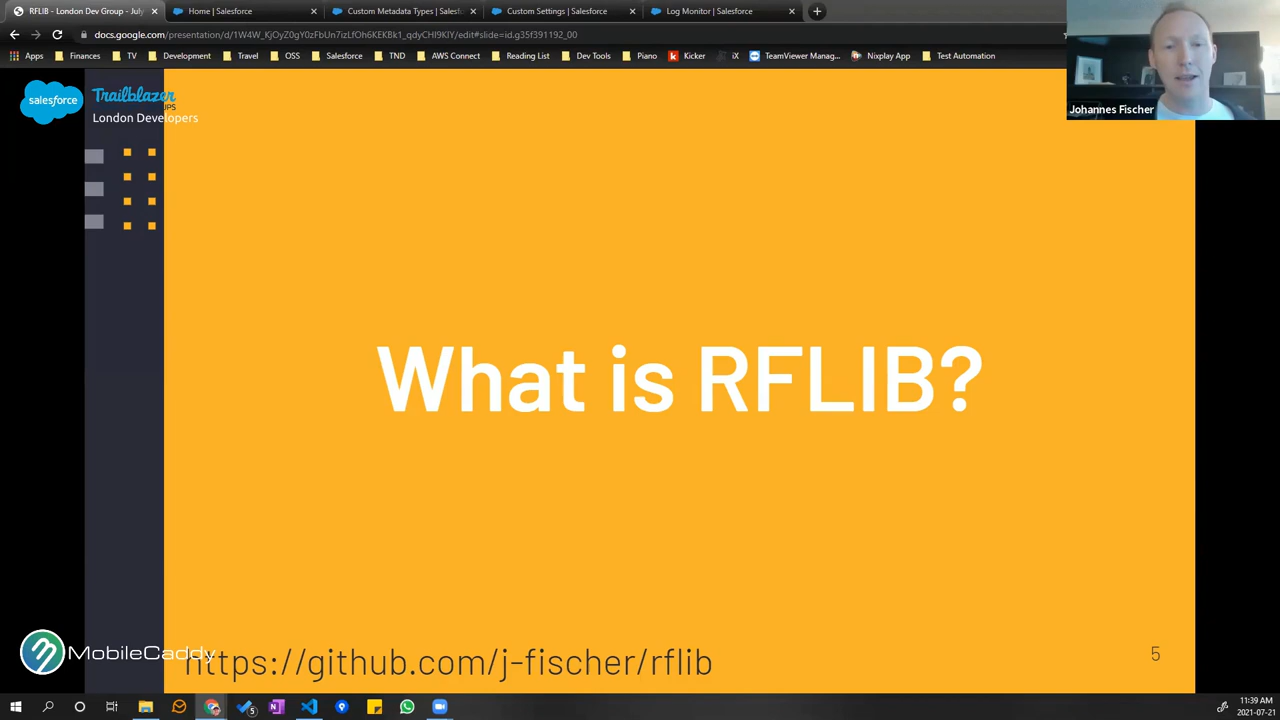 RFLIB - London Dev Group - July
Home | Salesforce
Custom Metadata Types | Salesf
Custom Settings | Salesforce
Log Monitor | Salesforce
docs.google.com/presentation/d/1W4W_KjOyZ0gY0zFbUn7izLfOh6KEKBk1_qdyCHI9KIY/edit#slide=id.g35f391192_00
Apps
Finances
TV
Development
Travel
OSS
Salesforce
TND
AWS Connect
Reading List
Dev Tools
Piano
Kicker
iX
TeamViewer Manag...
Nixplay App
Test Automation
salesforce
Trailblazer
London Developers
Johannes Fischer
What is RFLIB?
MobileCaddy
https://github.com/j-fischer/rflib
5
11:39 AM
2021-07-21